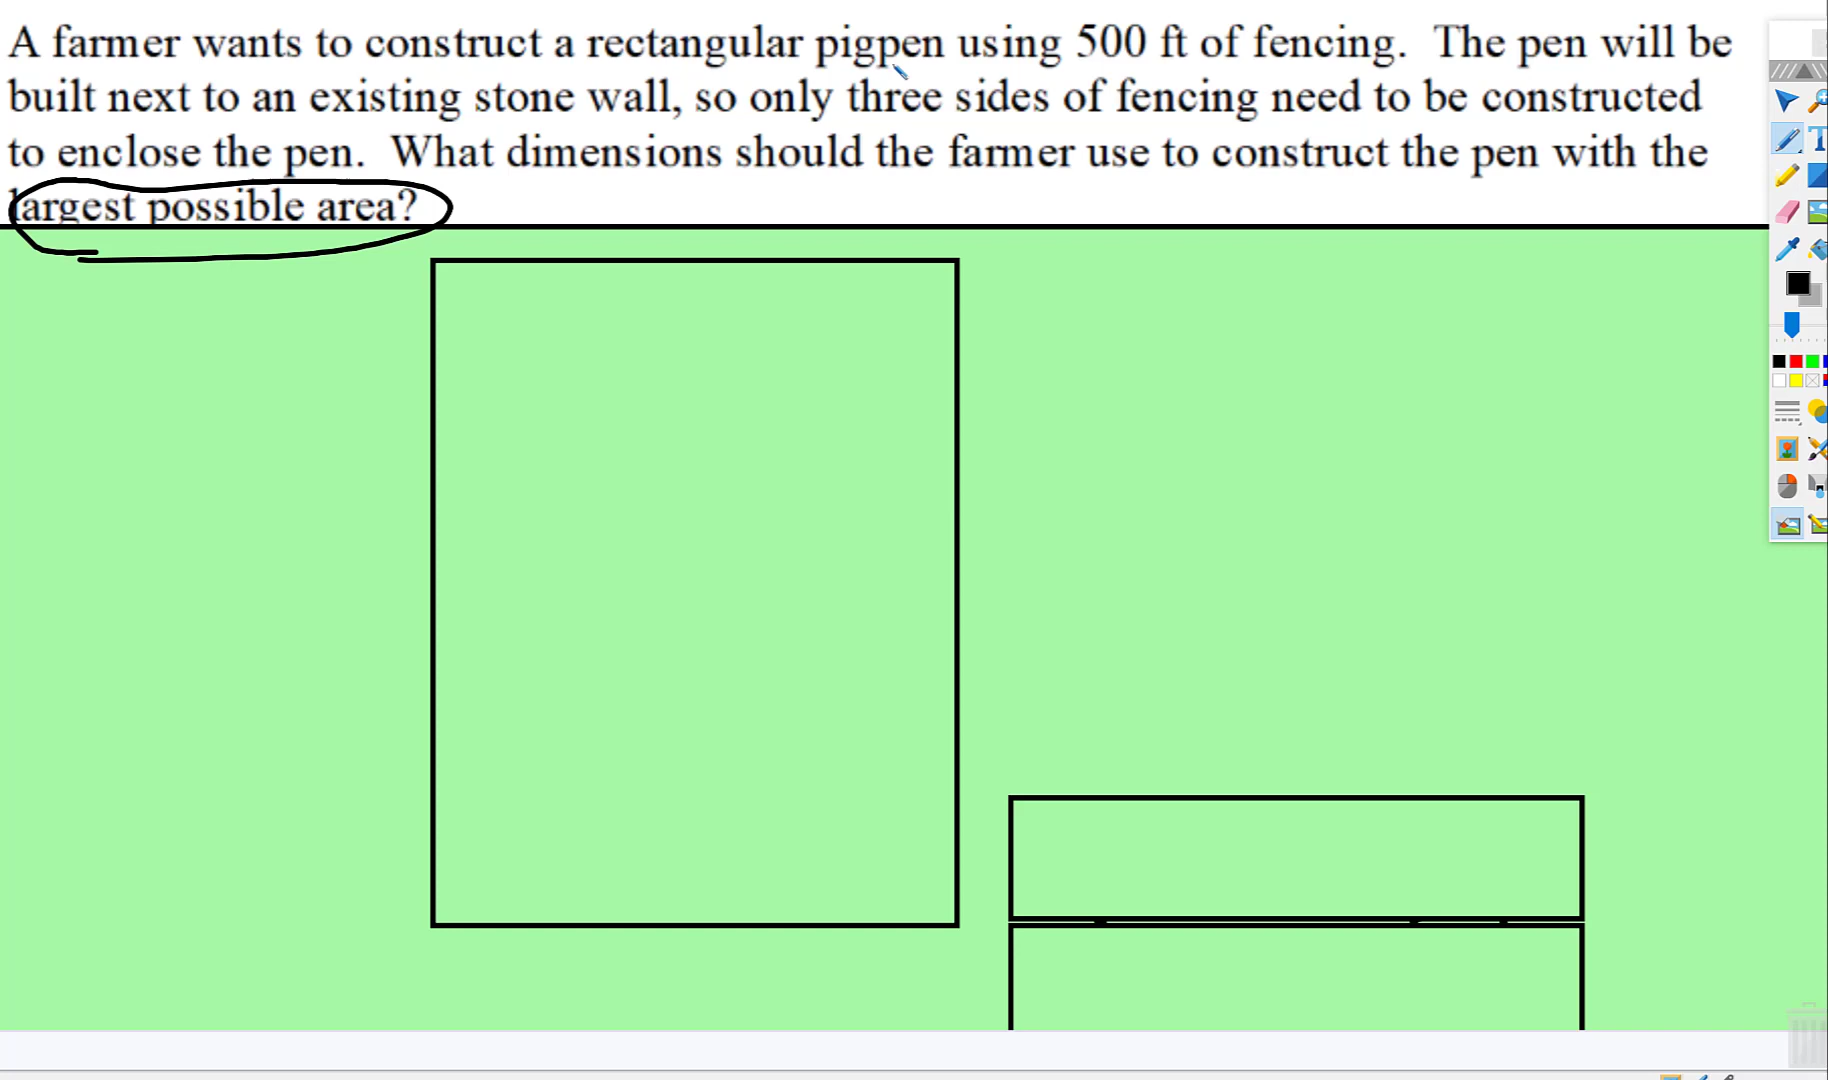 A farmer wants to construct a rectangular pigpen using 500 ft of fencing. The pen will be
built next to an existing stone wall, so only three sides of fencing need to be constructed
to enclose the pen. What dimensions should the farmer use to construct the pen with the
largest possible area?